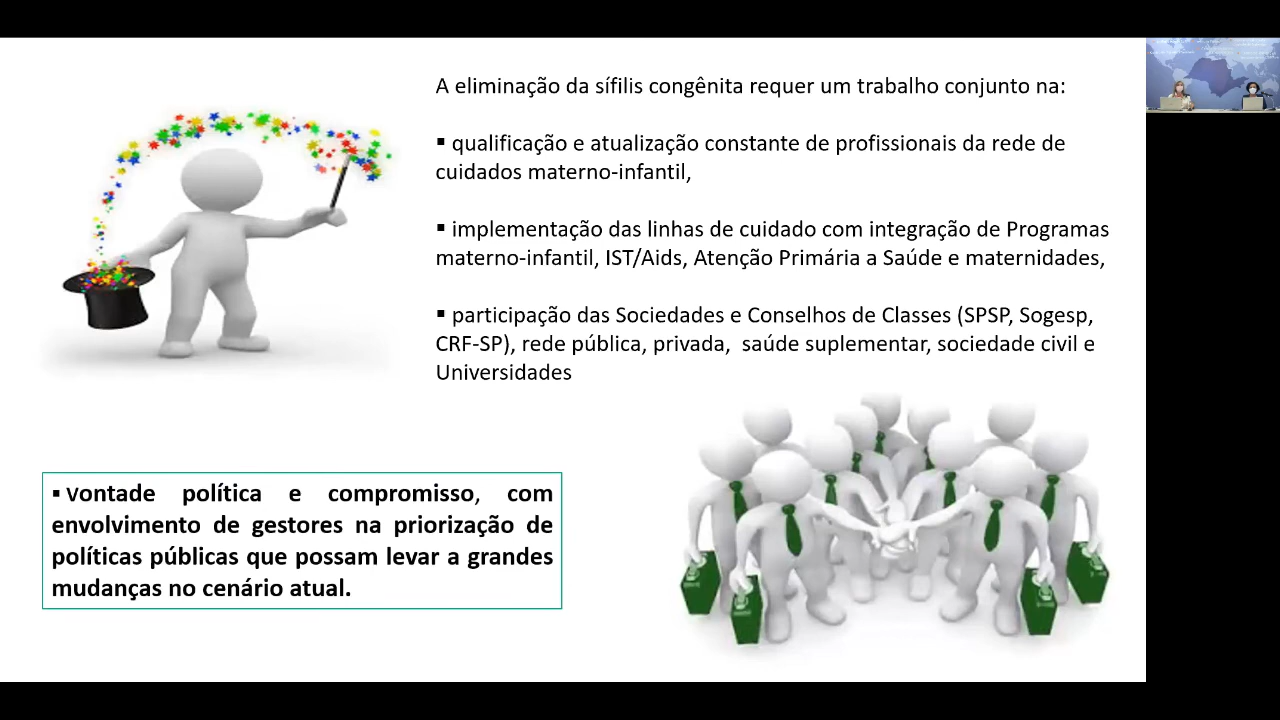 A eliminação da sífilis congênita requer um trabalho conjunto na:
▪ qualificação e atualização constante de profissionais da rede de
cuidados materno-infantil,
▪ implementação das linhas de cuidado com integração de Programas
materno-infantil, IST/Aids, Atenção Primária a Saúde e maternidades,
▪ participação das Sociedades e Conselhos de Classes (SPSP, Sogesp,
CRF-SP), rede pública, privada, saúde suplementar, sociedade civil e
Universidades
▪ Vontade política e compromisso, com
envolvimento de gestores na priorização de
políticas públicas que possam levar a grandes
mudanças no cenário atual.